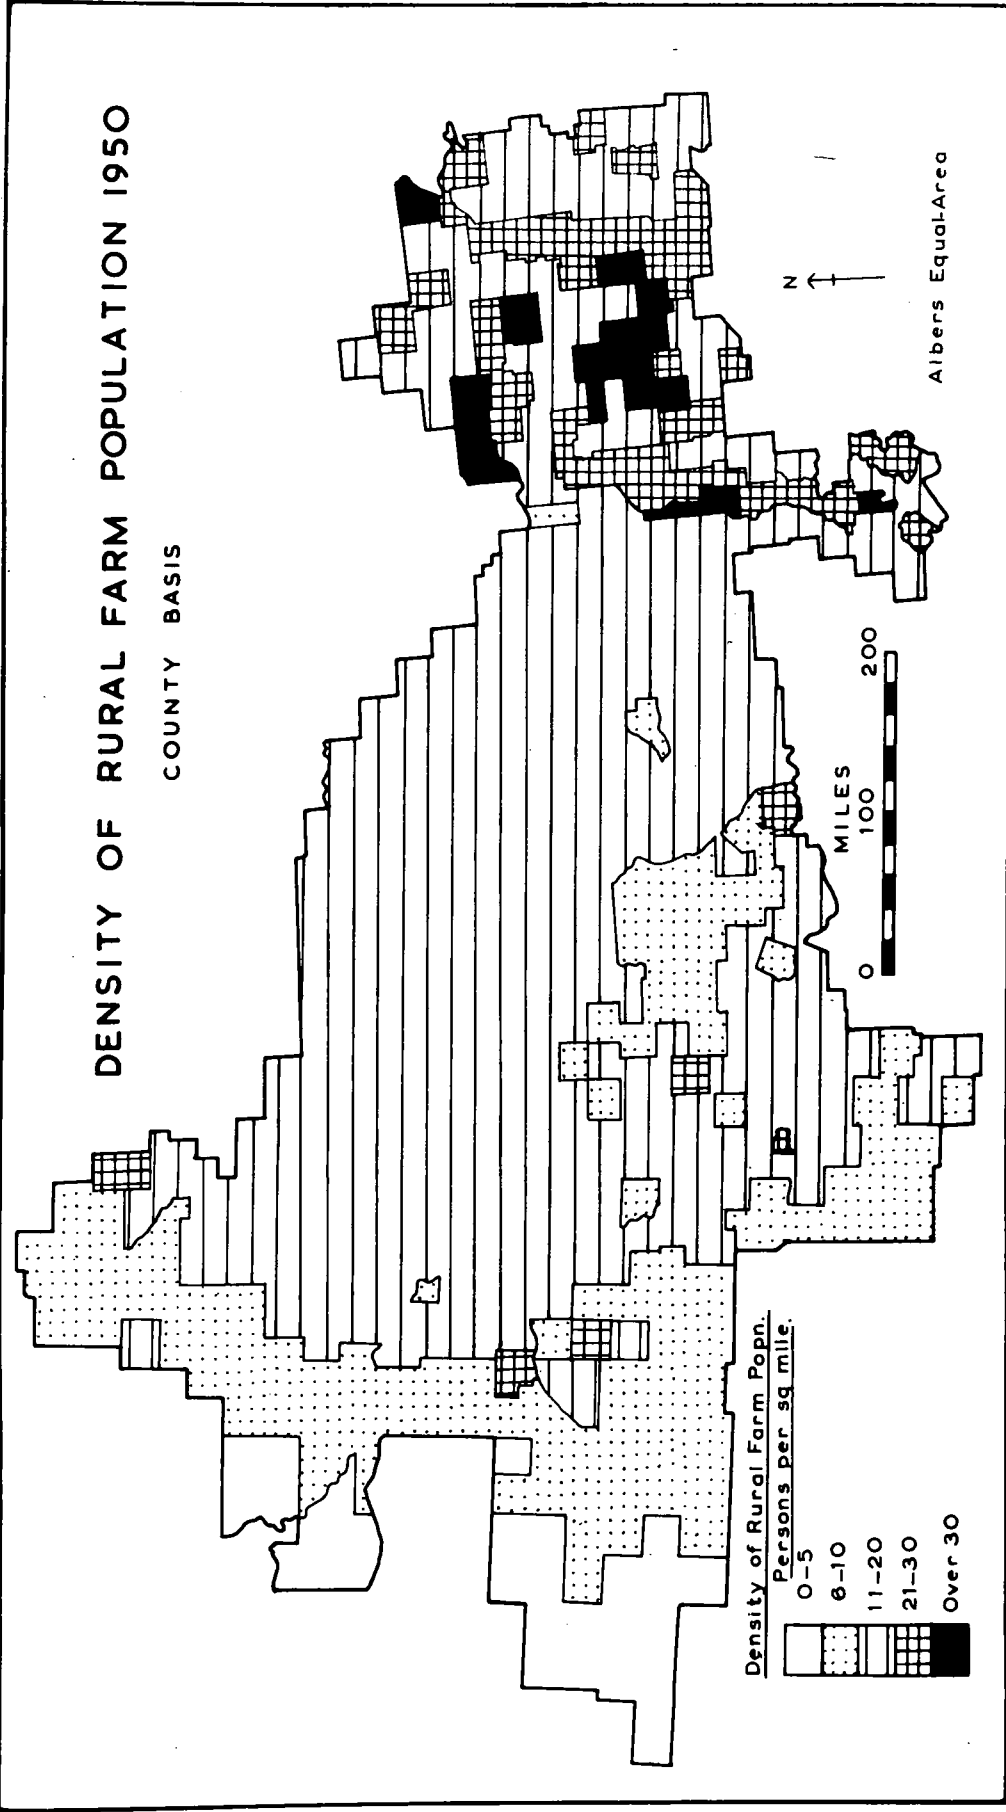 DENSITY OF RURAL FARM POPULATION 1950
COUNTY BASIS
N
Albers Equal-Area
MILES
0 100 200
Density of Rural Farm Popn.
Persons per sq mile.
0-5
6-10
11-20
21-30
Over 30